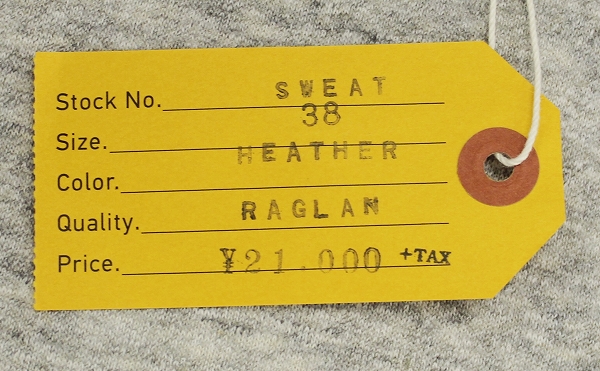 Stock No. SWEAT
Size. 38
Color. HEATHER
Quality. RAGLAN
Price. ¥21.000 +TAX